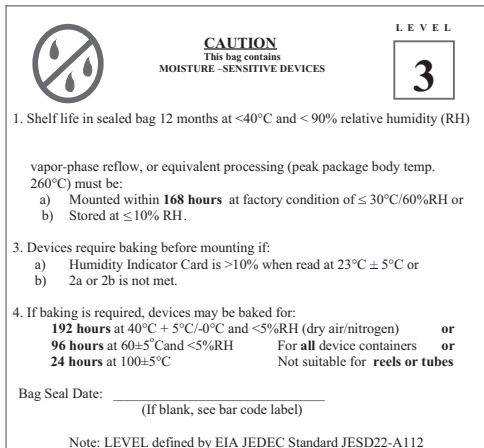 LEVEL
CAUTION
This bag contains
MOISTURE –SENSITIVE DEVICES
3
1. Shelf life in sealed bag 12 months at <40°C and < 90% relative humidity (RH)
vapor-phase reflow, or equivalent processing (peak package body temp.
260°C) must be:
a) Mounted within 168 hours at factory condition of ≤ 30°C/60%RH or
b) Stored at ≤10% RH.
3. Devices require baking before mounting if:
a) Humidity Indicator Card is >10% when read at 23°C ± 5°C or
b) 2a or 2b is not met.
4. If baking is required, devices may be baked for:
192 hours at 40°C + 5°C/-0°C and <5%RH (dry air/nitrogen) or
96 hours at 60±5°Cand <5%RH For all device containers or
24 hours at 100±5°C Not suitable for reels or tubes
Bag Seal Date: ______________________________
(If blank, see bar code label)
Note: LEVEL defined by EIA JEDEC Standard JESD22-A112